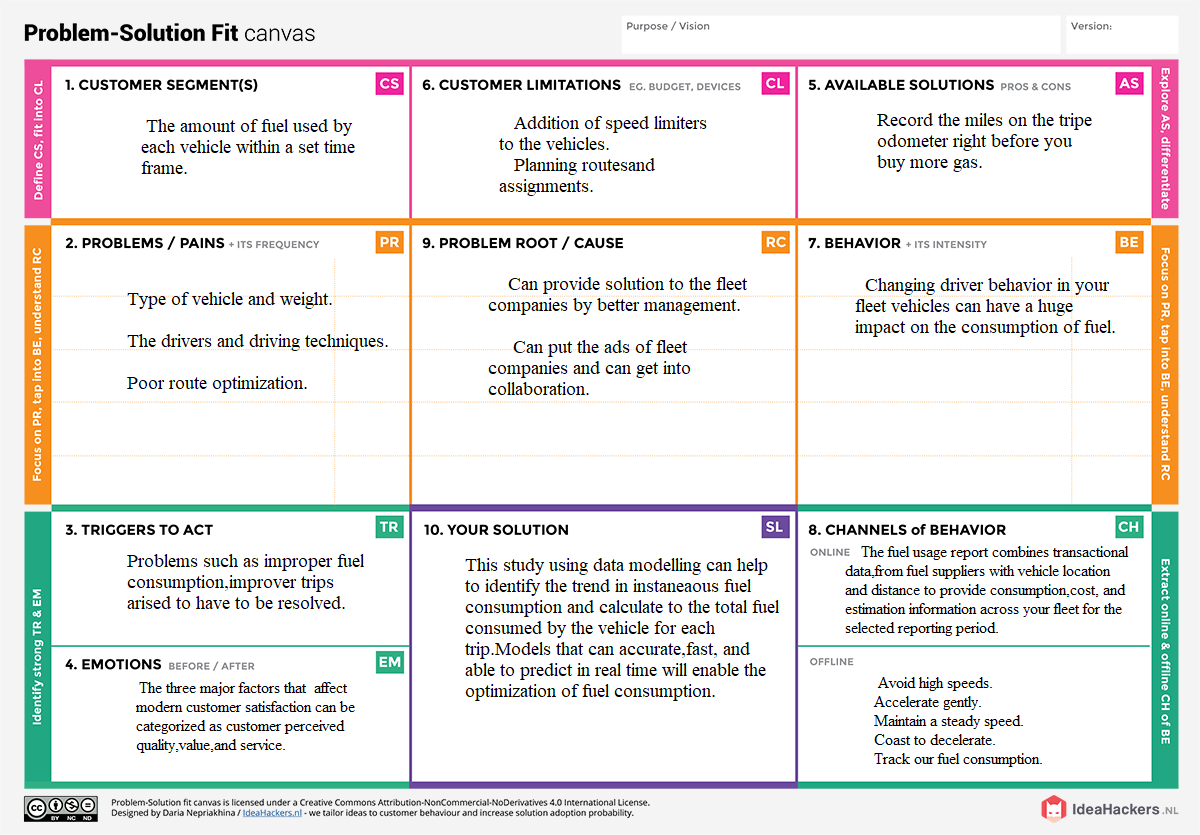 Problem-Solution Fit canvas
Purpose / Vision
Version:
Define CS, fit into CL
1. CUSTOMER SEGMENT(S)
CS
The amount of fuel used by
each vehicle within a set time
frame.
6. CUSTOMER LIMITATIONS EG. BUDGET, DEVICES
CL
Addition of speed limiters
to the vehicles.
Planning routesand
assignments.
5. AVAILABLE SOLUTIONS PROS & CONS
AS
Record the miles on the tripe
odometer right before you
buy more gas.
Explore AS, differentiate
Focus on PR, tap into BE, understand RC
2. PROBLEMS / PAINS + ITS FREQUENCY
PR
Type of vehicle and weight.
The drivers and driving techniques.
Poor route optimization.
9. PROBLEM ROOT / CAUSE
RC
Can provide solution to the fleet
companies by better management.
Can put the ads of fleet
companies and can get into
collaboration.
7. BEHAVIOR + ITS INTENSITY
BE
Changing driver behavior in your
fleet vehicles can have a huge
impact on the consumption of fuel.
Focus on PR, tap into BE, understand RC
Identify strong TR & EM
3. TRIGGERS TO ACT
TR
Problems such as improper fuel
consumption,improver trips
arised to have to be resolved.
4. EMOTIONS BEFORE / AFTER
EM
The three major factors that affect
modern customer satisfaction can be
categorized as customer perceived
quality,value,and service.
10. YOUR SOLUTION
SL
This study using data modelling can help
to identify the trend in instaneous fuel
consumption and calculate to the total fuel
consumed by the vehicle for each
trip.Models that can accurate,fast, and
able to predict in real time will enable the
optimization of fuel consumption.
8. CHANNELS of BEHAVIOR
CH
ONLINE The fuel usage report combines transactional
data,from fuel suppliers with vehicle location
and distance to provide consumption,cost, and
estimation information across your fleet for the
selected reporting period.
OFFLINE
Avoid high speeds.
Accelerate gently.
Maintain a steady speed.
Coast to decelerate.
Track our fuel consumption.
Extract online & offline CH of BE
cc BY NC ND
Problem-Solution fit canvas is licensed under a Creative Commons Attribution-NonCommercial-NoDerivatives 4.0 International License.
Designed by Daria Nepriakhina / IdeaHackers.nl - we tailor ideas to customer behaviour and increase solution adoption probability.
IdeaHackers.NL